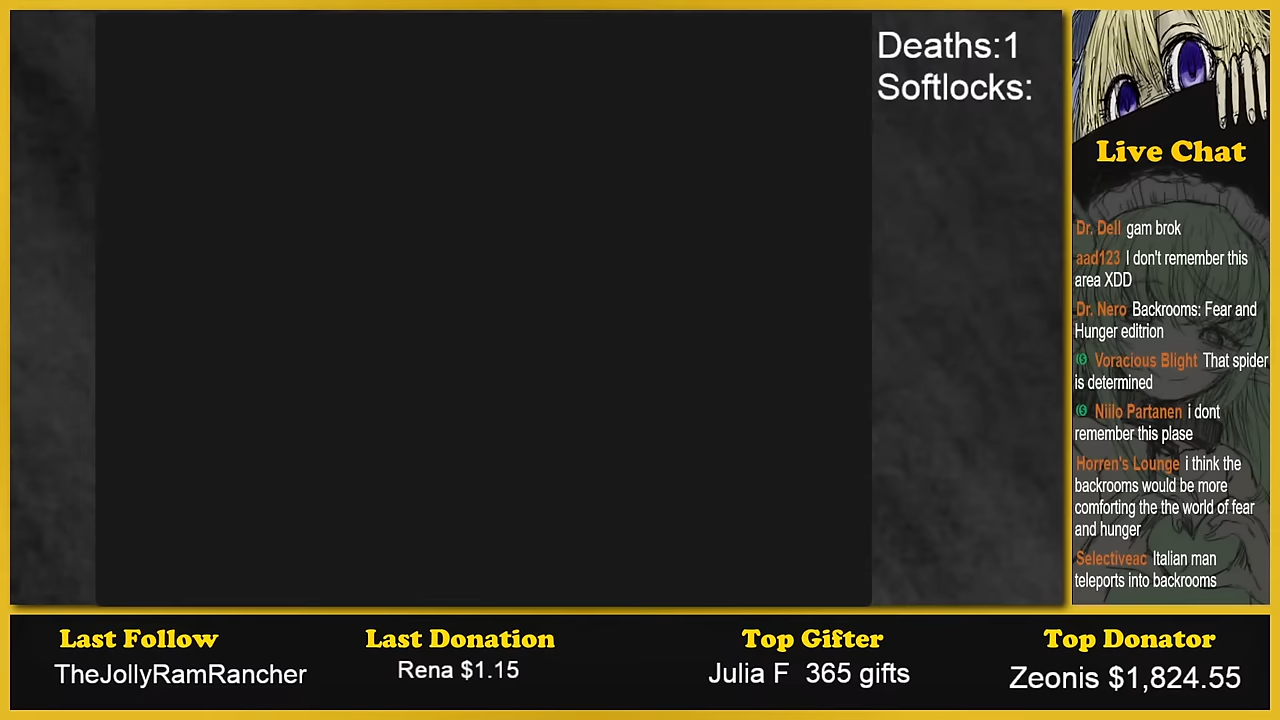 Deaths:1
Softlocks:
Live Chat
Dr. Dell gam brok
aad123 I don't remember this
area XDD
Dr. Nero Backrooms: Fear and
Hunger editrion
Voracious Blight That spider
is determined
Niilo Partanen i dont
remember this plase
Horren's Lounge i think the
backrooms would be more
comforting the the world of fear
and hunger
Selectiveac Italian man
teleports into backrooms
Last Follow
TheJollyRamRancher
Last Donation
Rena $1.15
Top Gifter
Julia F 365 gifts
Top Donator
Zeonis $1,824.55